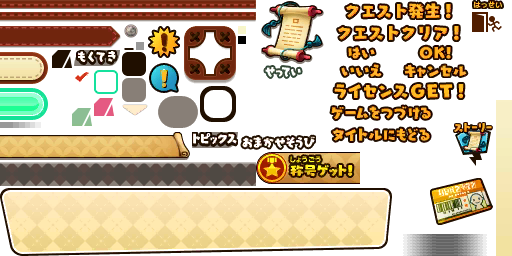 はっせい
クエスト発生！
クエストクリア！
はい
OK!
いいえ
キャンセル
ライセンスGET！
ゲームをつづける
タイトルにもどる
もくてき
やってい
トピックス
おまかせそうび
しょうごう
称号ゲット!
ストーリー